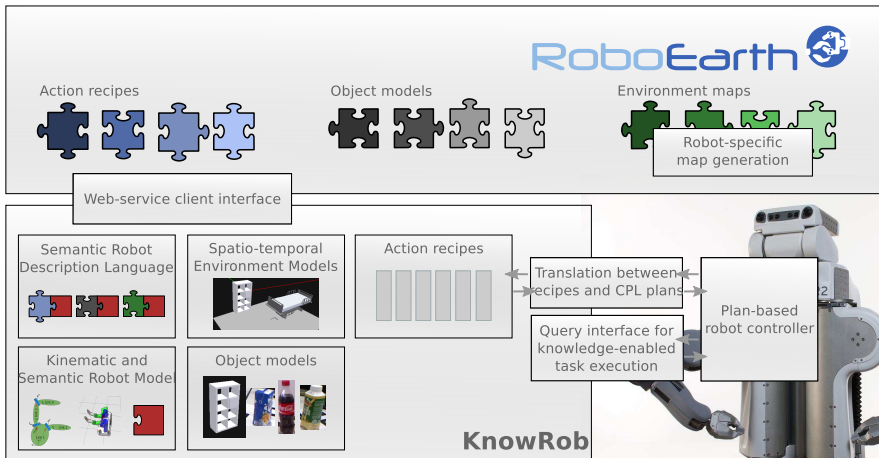 RoboEarth
Action recipes
Object models
Environment maps
Robot-specific
map generation
Web-service client interface
Semantic Robot
Description Language
Spatio-temporal
Environment Models
Action recipes
Translation between
recipes and CPL plans
Plan-based
robot controller
Query interface for
knowledge-enabled
task execution
Kinematic and
Semantic Robot Model
Object models
KnowRob